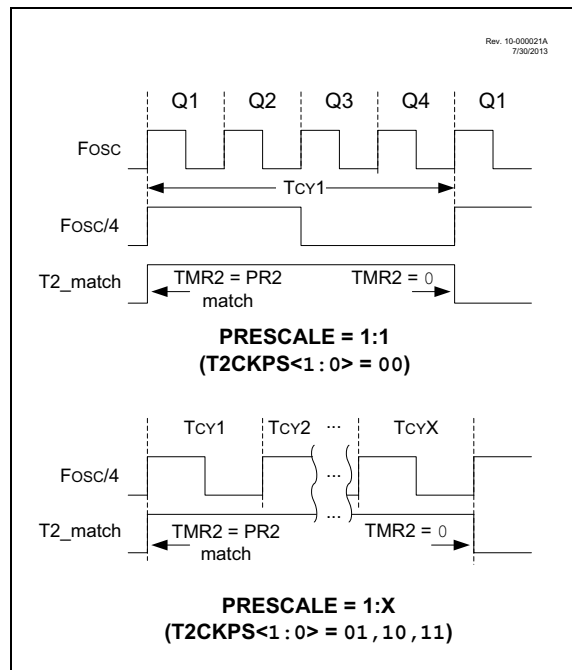 Rev. 10-000021A
7/30/2013
Q1 Q2 Q3 Q4 Q1
FOSC
TCY1
FOSC/4
T2_match
TMR2 = PR2
match
TMR2 = 0
PRESCALE = 1:1
(T2CKPS<1:0> = 00)
TCY1 TCY2 ... TCYX
FOSC/4
...
T2_match
TMR2 = PR2
match
TMR2 = 0
PRESCALE = 1:X
(T2CKPS<1:0> = 01,10,11)